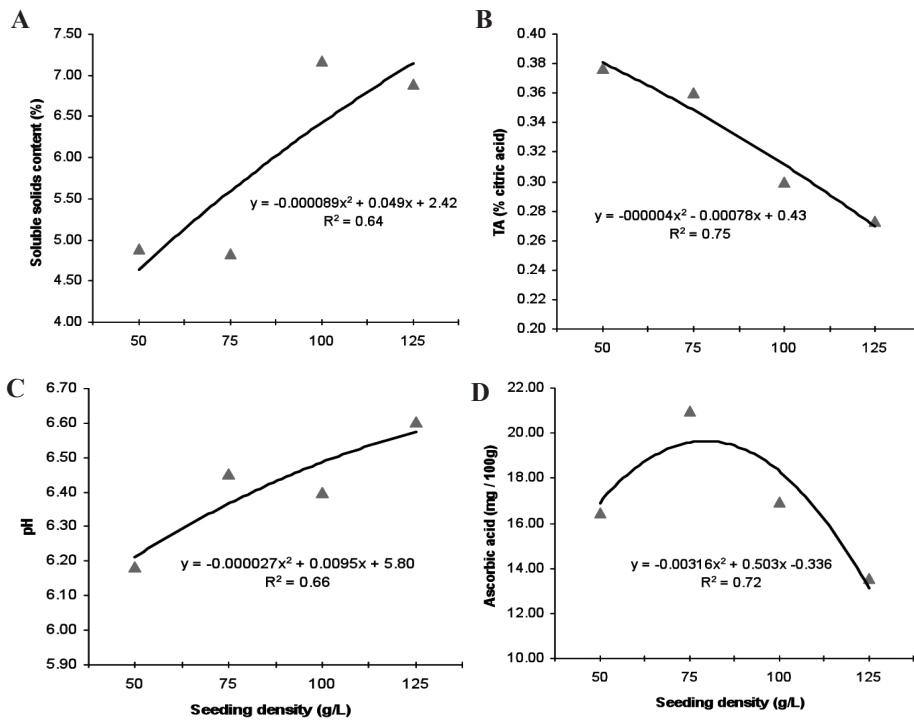 A
Soluble solids content (%)
7.50
7.00
6.50
6.00
5.50
5.00
4.50
4.00
y = -0.000089x² + 0.049x + 2.42
R² = 0.64
50 75 100 125
B
TA (% citric acid)
0.40
0.38
0.36
0.34
0.32
0.30
0.28
0.26
0.24
0.22
0.20
y = -000004x² - 0.00078x + 0.43
R² = 0.75
50 75 100 125
C
pH
6.70
6.60
6.50
6.40
6.30
6.20
6.10
6.00
5.90
y = -0.000027x² + 0.0095x + 5.80
R² = 0.66
50 75 100 125
Seeding density (g/L)
D
Ascorbic acid (mg / 100g)
22.00
20.00
18.00
16.00
14.00
12.00
10.00
y = -0.00316x² + 0.503x -0.336
R² = 0.72
50 75 100 125
Seeding density (g/L)